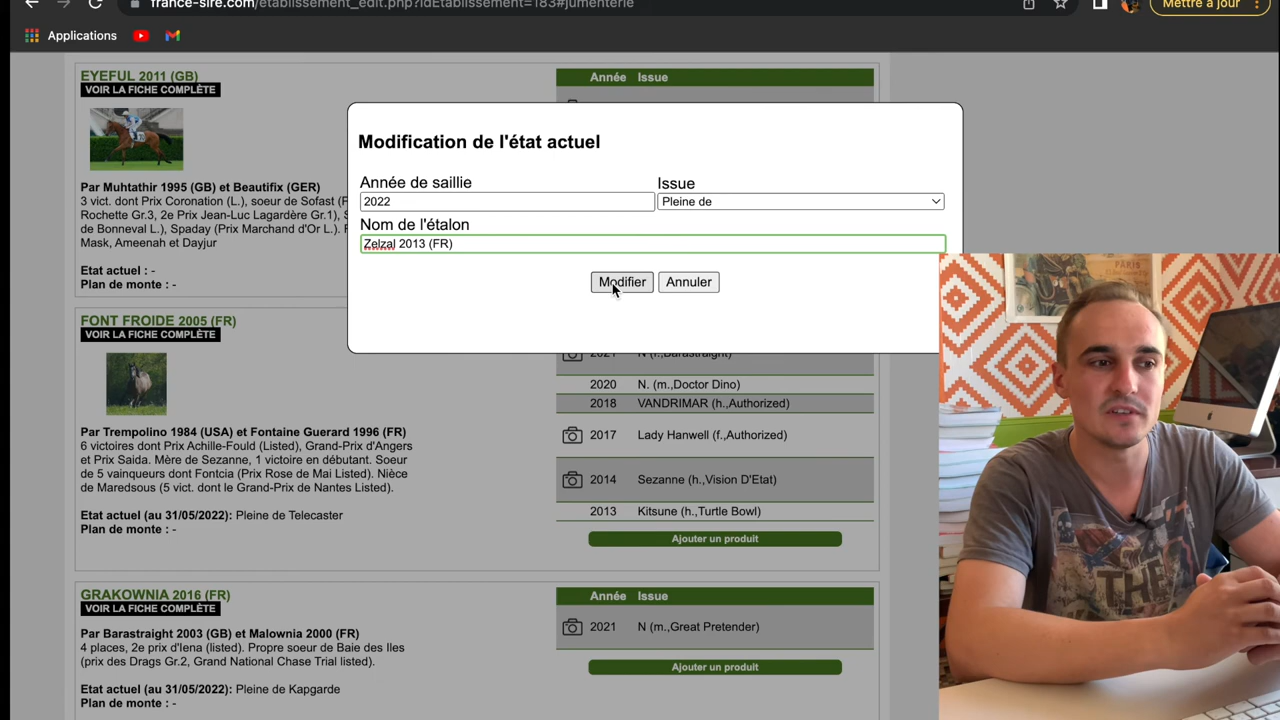 france-sire.com/etablissement_edit.php?idEtablissement=183#jumenterie
Mettre à jour
Applications
EYEFUL 2011 (GB)
VOIR LA FICHE COMPLÈTE
Par Muhtathir 1995 (GB) et Beautifix (GER)
3 vict. dont Prix Coronation (L.), soeur de Sofast (P
Rochette Gr.3, 2e Prix Jean-Luc Lagardère Gr.1), S
de Bonneval L.), Spaday (Prix Marchand d'Or L.). F
Mask, Ameenah et Dayjur
Etat actuel : -
Plan de monte : -
Année Issue
Modification de l'état actuel
Année de saillie
2022
Issue
Pleine de
Nom de l'étalon
Zelzal 2013 (FR)
Modifier
Annuler
FONT FROIDE 2005 (FR)
VOIR LA FICHE COMPLÈTE
Par Trempolino 1984 (USA) et Fontaine Guerard 1996 (FR)
6 victoires dont Prix Achille-Fould (Listed), Grand-Prix d'Angers
et Prix Saida. Mère de Sezanne, 1 victoire en débutant. Soeur
de 5 vainqueurs dont Fontcia (Prix Rose de Mai Listed). Nièce
de Maredsous (5 vict. dont le Grand-Prix de Nantes Listed).
Etat actuel (au 31/05/2022): Pleine de Telecaster
Plan de monte : -
2021 N (f.,Barastraight)
2020 N. (m.,Doctor Dino)
2018 VANDRIMAR (h.,Authorized)
2017 Lady Hanwell (f.,Authorized)
2014 Sezanne (h.,Vision D'Etat)
2013 Kitsune (h.,Turtle Bowl)
Ajouter un produit
GRAKOWNIA 2016 (FR)
VOIR LA FICHE COMPLÈTE
Par Barastraight 2003 (GB) et Malownia 2000 (FR)
4 places, 2e prix d'Iena (listed). Propre soeur de Baie des Iles
(prix des Drags Gr.2, Grand National Chase Trial listed).
Etat actuel (au 31/05/2022): Pleine de Kapgarde
Plan de monte : -
Année Issue
2021 N (m.,Great Pretender)
Ajouter un produit
PARIS
THE